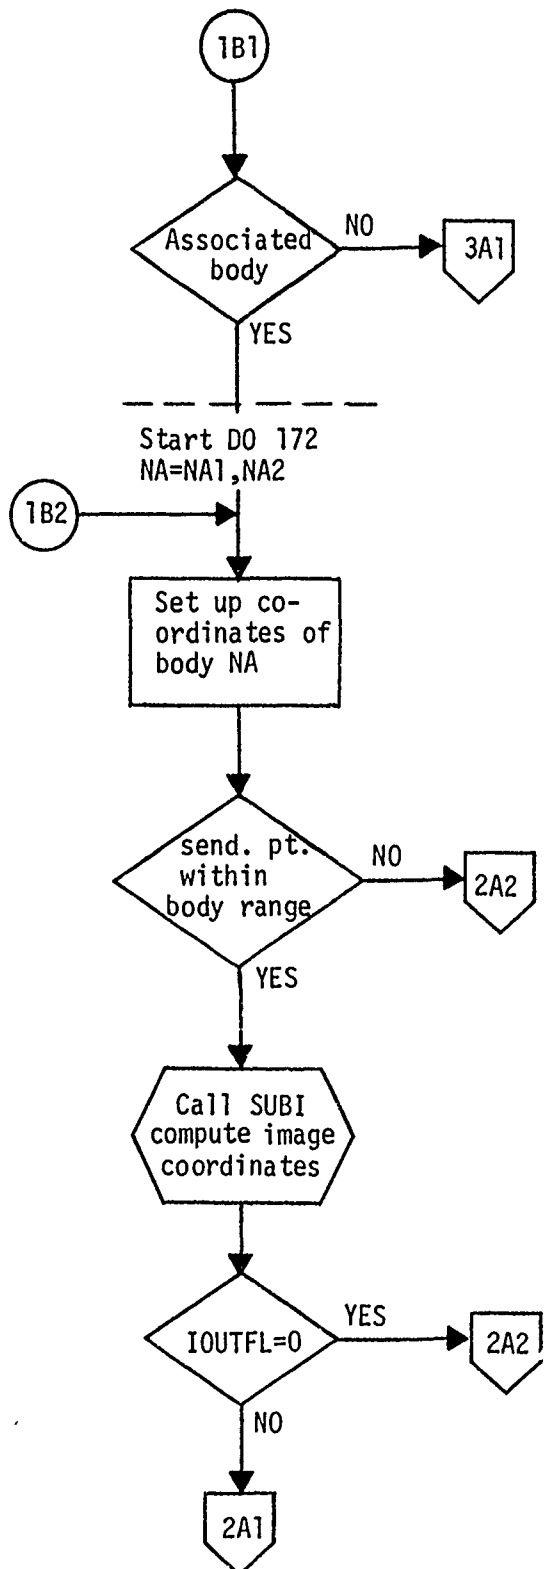 1B1
Associated
body
NO
3A1
YES
Start DO 172
NA=NA1,NA2
1B2
Set up co-
ordinates of
body NA
send. pt.
within
body range
NO
2A2
YES
Call SUBI
compute image
coordinates
IOUTFL=0
YES
2A2
NO
2A1